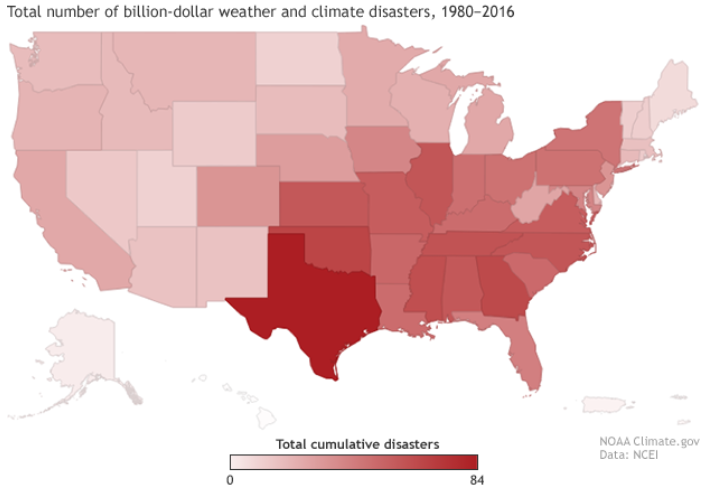 Total number of billion-dollar weather and climate disasters, 1980–2016
NOAA Climate.gov
Data: NCEI
Total cumulative disasters
0 84